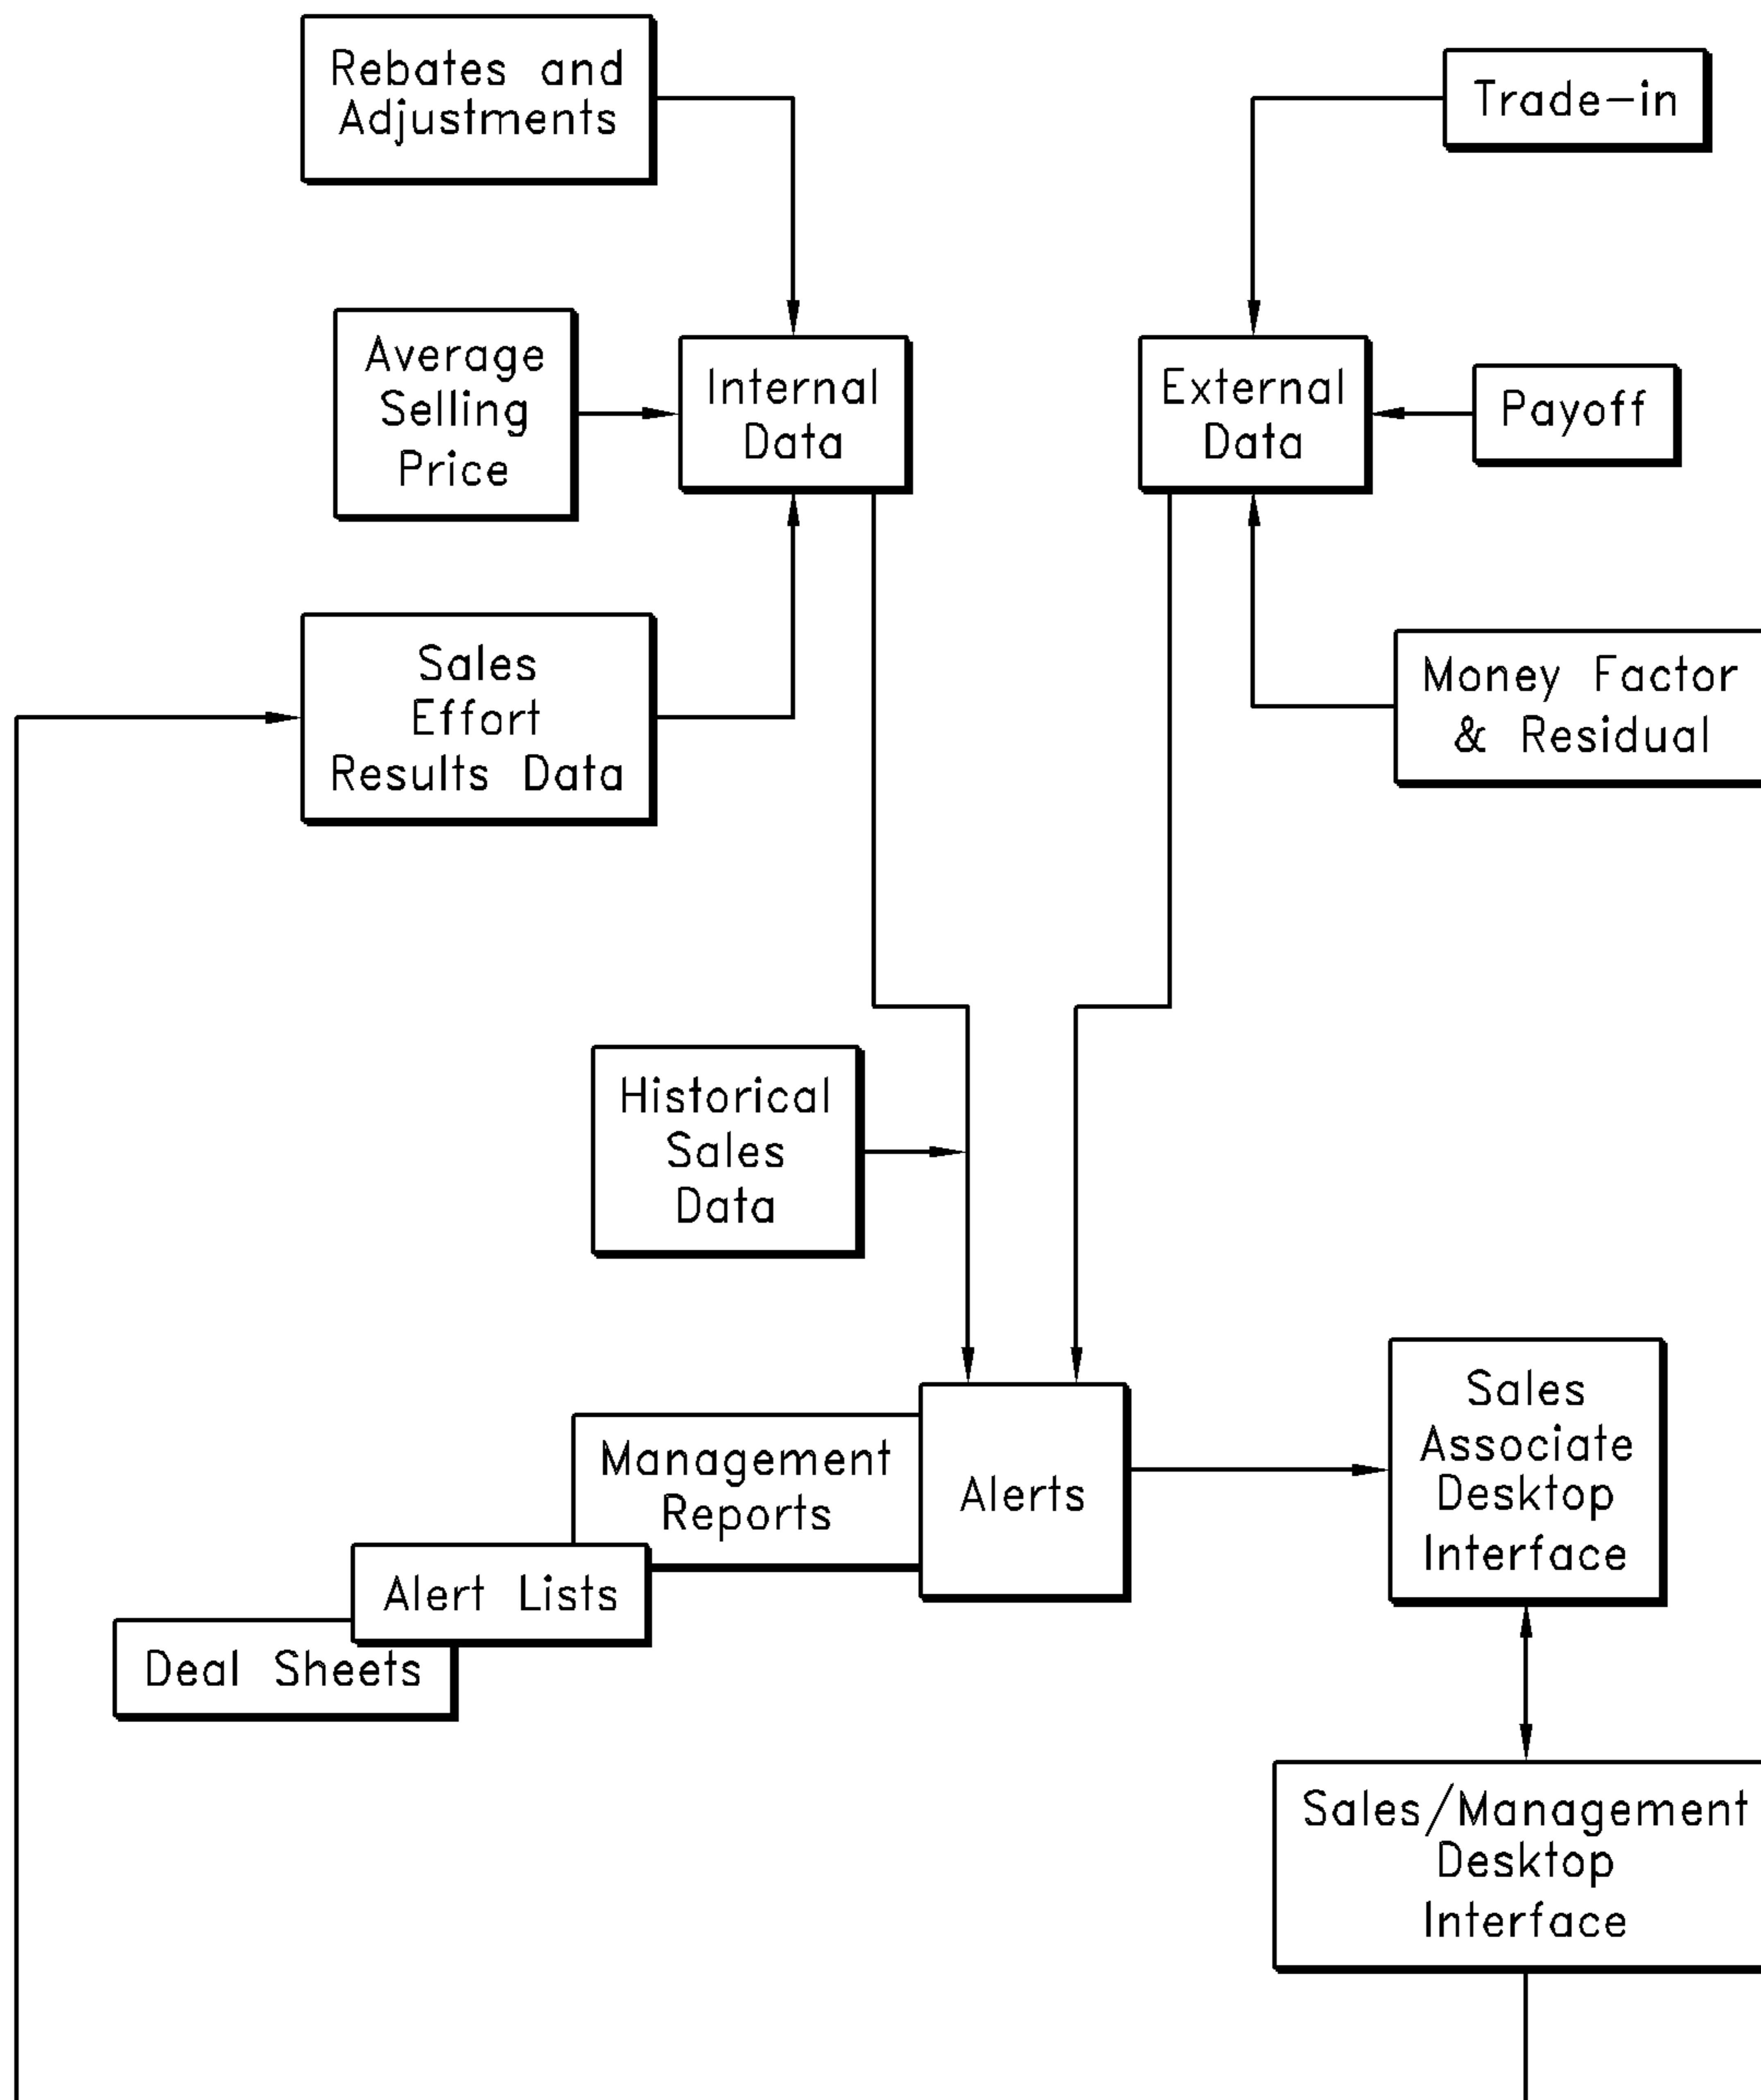 Rebates and
Adjustments
Trade-in
Average
Selling
Price
Internal
Data
External
Data
Payoff
Sales
Effort
Results Data
Money Factor
& Residual
Historical
Sales
Data
Management
Reports
Alerts
Sales
Associate
Desktop
Interface
Alert Lists
Deal Sheets
Sales/Management
Desktop
Interface